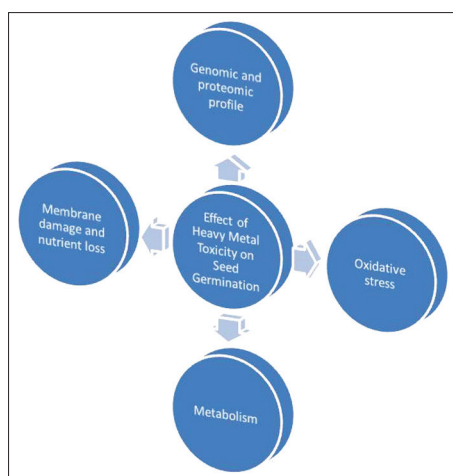 Genomic and
proteomic
profile
Membrane
damage and
nutrient loss
Effect of
Heavy Metal
Toxicity on
Seed
Germination
Oxidative
stress
Metabolism